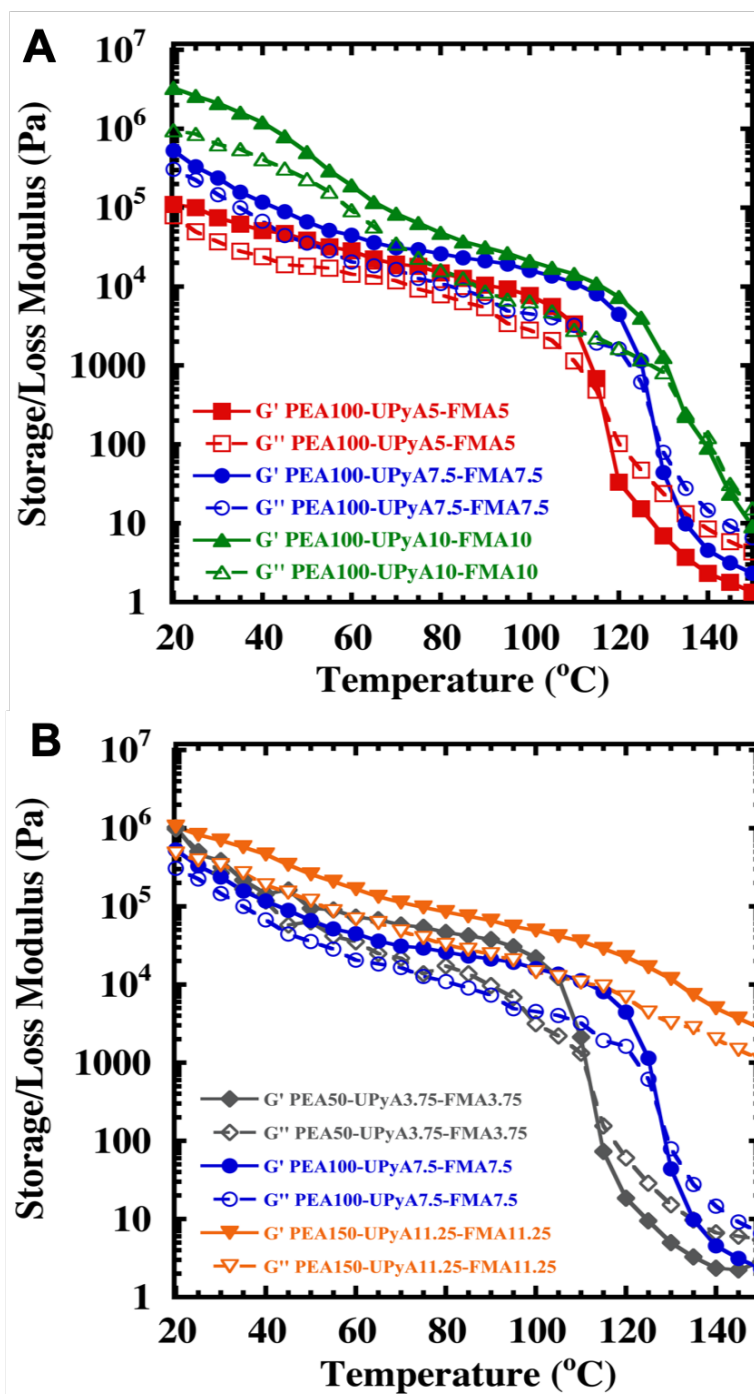 A
Storage/Loss Modulus (Pa)
10⁷
10⁶
10⁵
10⁴
1000
100
10
1
G' PEA100-UPyA5-FMA5
G'' PEA100-UPyA5-FMA5
G' PEA100-UPyA7.5-FMA7.5
G'' PEA100-UPyA7.5-FMA7.5
G' PEA100-UPyA10-FMA10
G'' PEA100-UPyA10-FMA10
20 40 60 80 100 120 140
Temperature (°C)
B
Storage/Loss Modulus (Pa)
10⁷
10⁶
10⁵
10⁴
1000
100
10
1
G' PEA50-UPyA3.75-FMA3.75
G'' PEA50-UPyA3.75-FMA3.75
G' PEA100-UPyA7.5-FMA7.5
G'' PEA100-UPyA7.5-FMA7.5
G' PEA150-UPyA11.25-FMA11.25
G'' PEA150-UPyA11.25-FMA11.25
20 40 60 80 100 120 140
Temperature (°C)